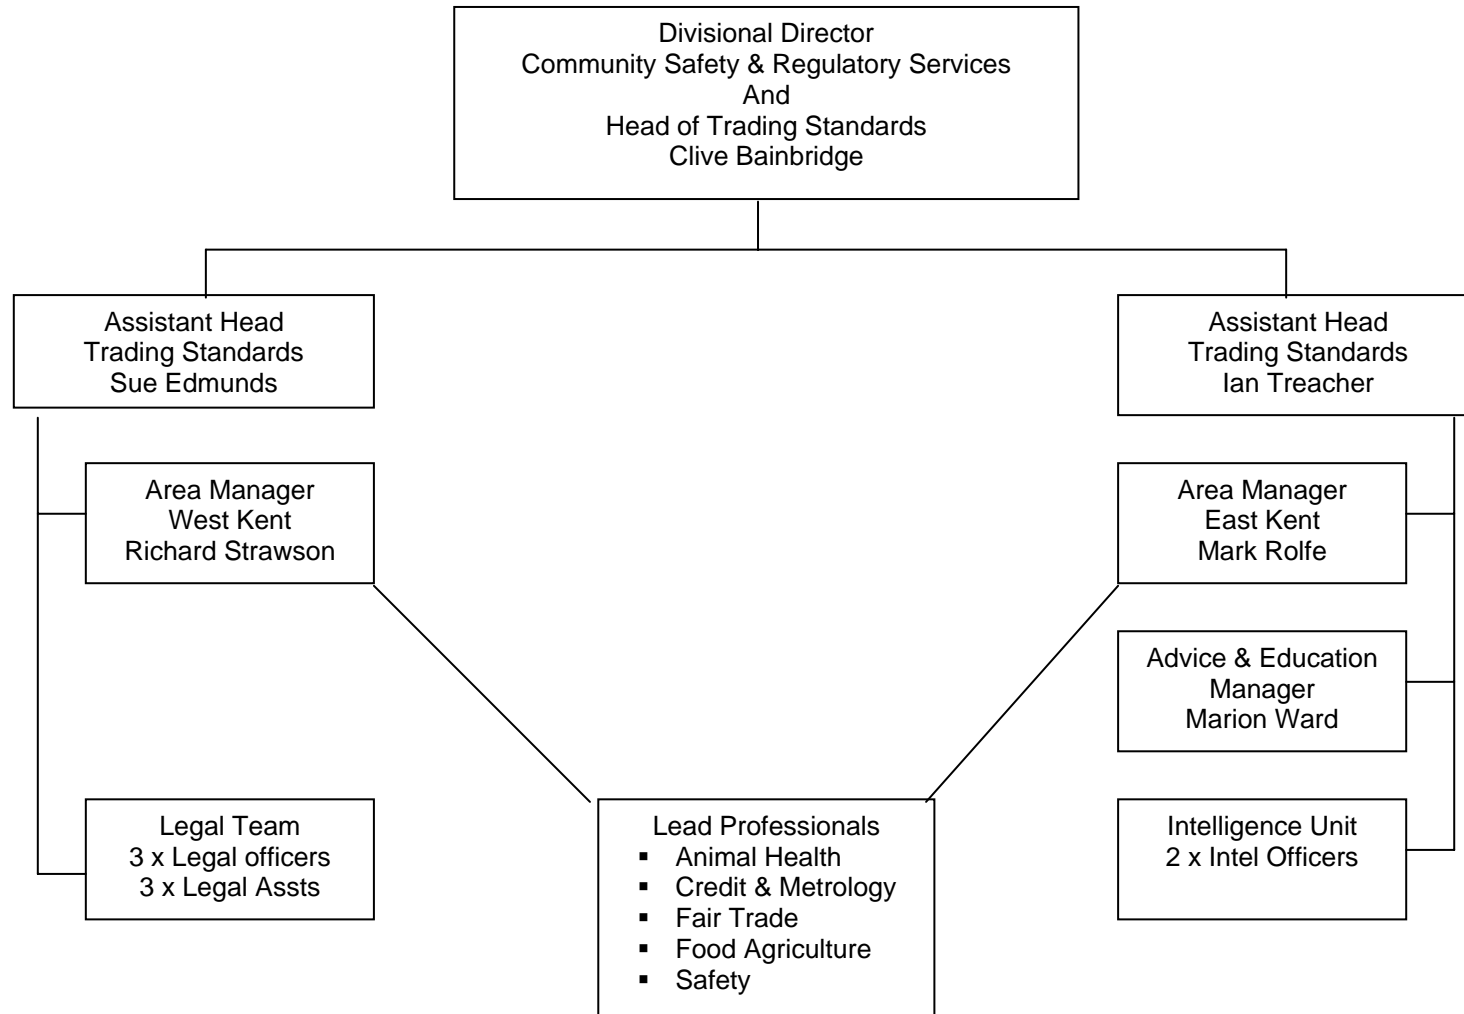 Divisional Director
Community Safety & Regulatory Services
And
Head of Trading Standards
Clive Bainbridge
Assistant Head
Trading Standards
Sue Edmunds
Assistant Head
Trading Standards
Ian Treacher
Area Manager
West Kent
Richard Strawson
Area Manager
East Kent
Mark Rolfe
Advice & Education
Manager
Marion Ward
Legal Team
3 x Legal officers
3 x Legal Assts
Lead Professionals
▪ Animal Health
▪ Credit & Metrology
▪ Fair Trade
▪ Food Agriculture
▪ Safety
Intelligence Unit
2 x Intel Officers